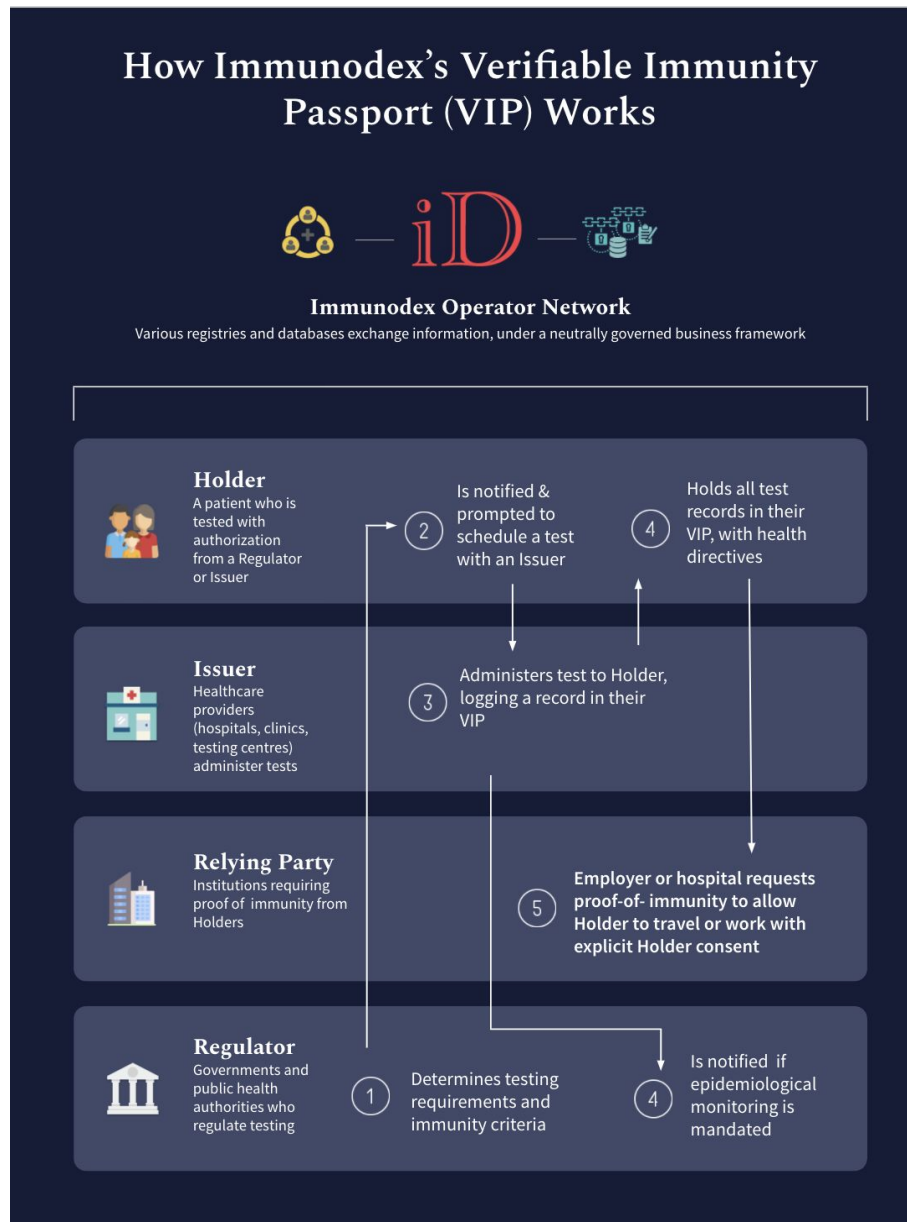 How Immunodex’s Verifiable Immunity
Passport (VIP) Works
iD
Immunodex Operator Network
Various registries and databases exchange information, under a neutrally governed business framework
Holder
A patient who is
tested with
authorization
from a Regulator
or Issuer
2
Is notified &
prompted to
schedule a test
with an Issuer
4
Holds all test
records in their
VIP, with health
directives
Issuer
Healthcare
providers
(hospitals, clinics,
testing centres)
administer tests
3
Administers test to Holder,
logging a record in their
VIP
Relying Party
Institutions requiring
proof of immunity from
Holders
5
Employer or hospital requests
proof-of- immunity to allow
Holder to travel or work with
explicit Holder consent
Regulator
Governments and
public health
authorities who
regulate testing
1
Determines testing
requirements and
immunity criteria
4
Is notified if
epidemiological
monitoring is
mandated